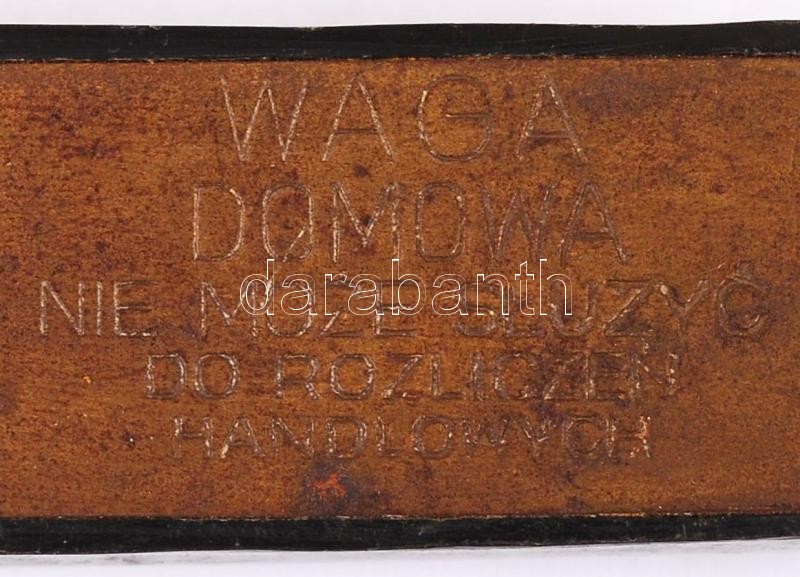 WAGA
DOMOWA
NIE MOŻE SŁUŻYĆ
darabanth
DO ROZLICZEŃ
HANDLOWYCH